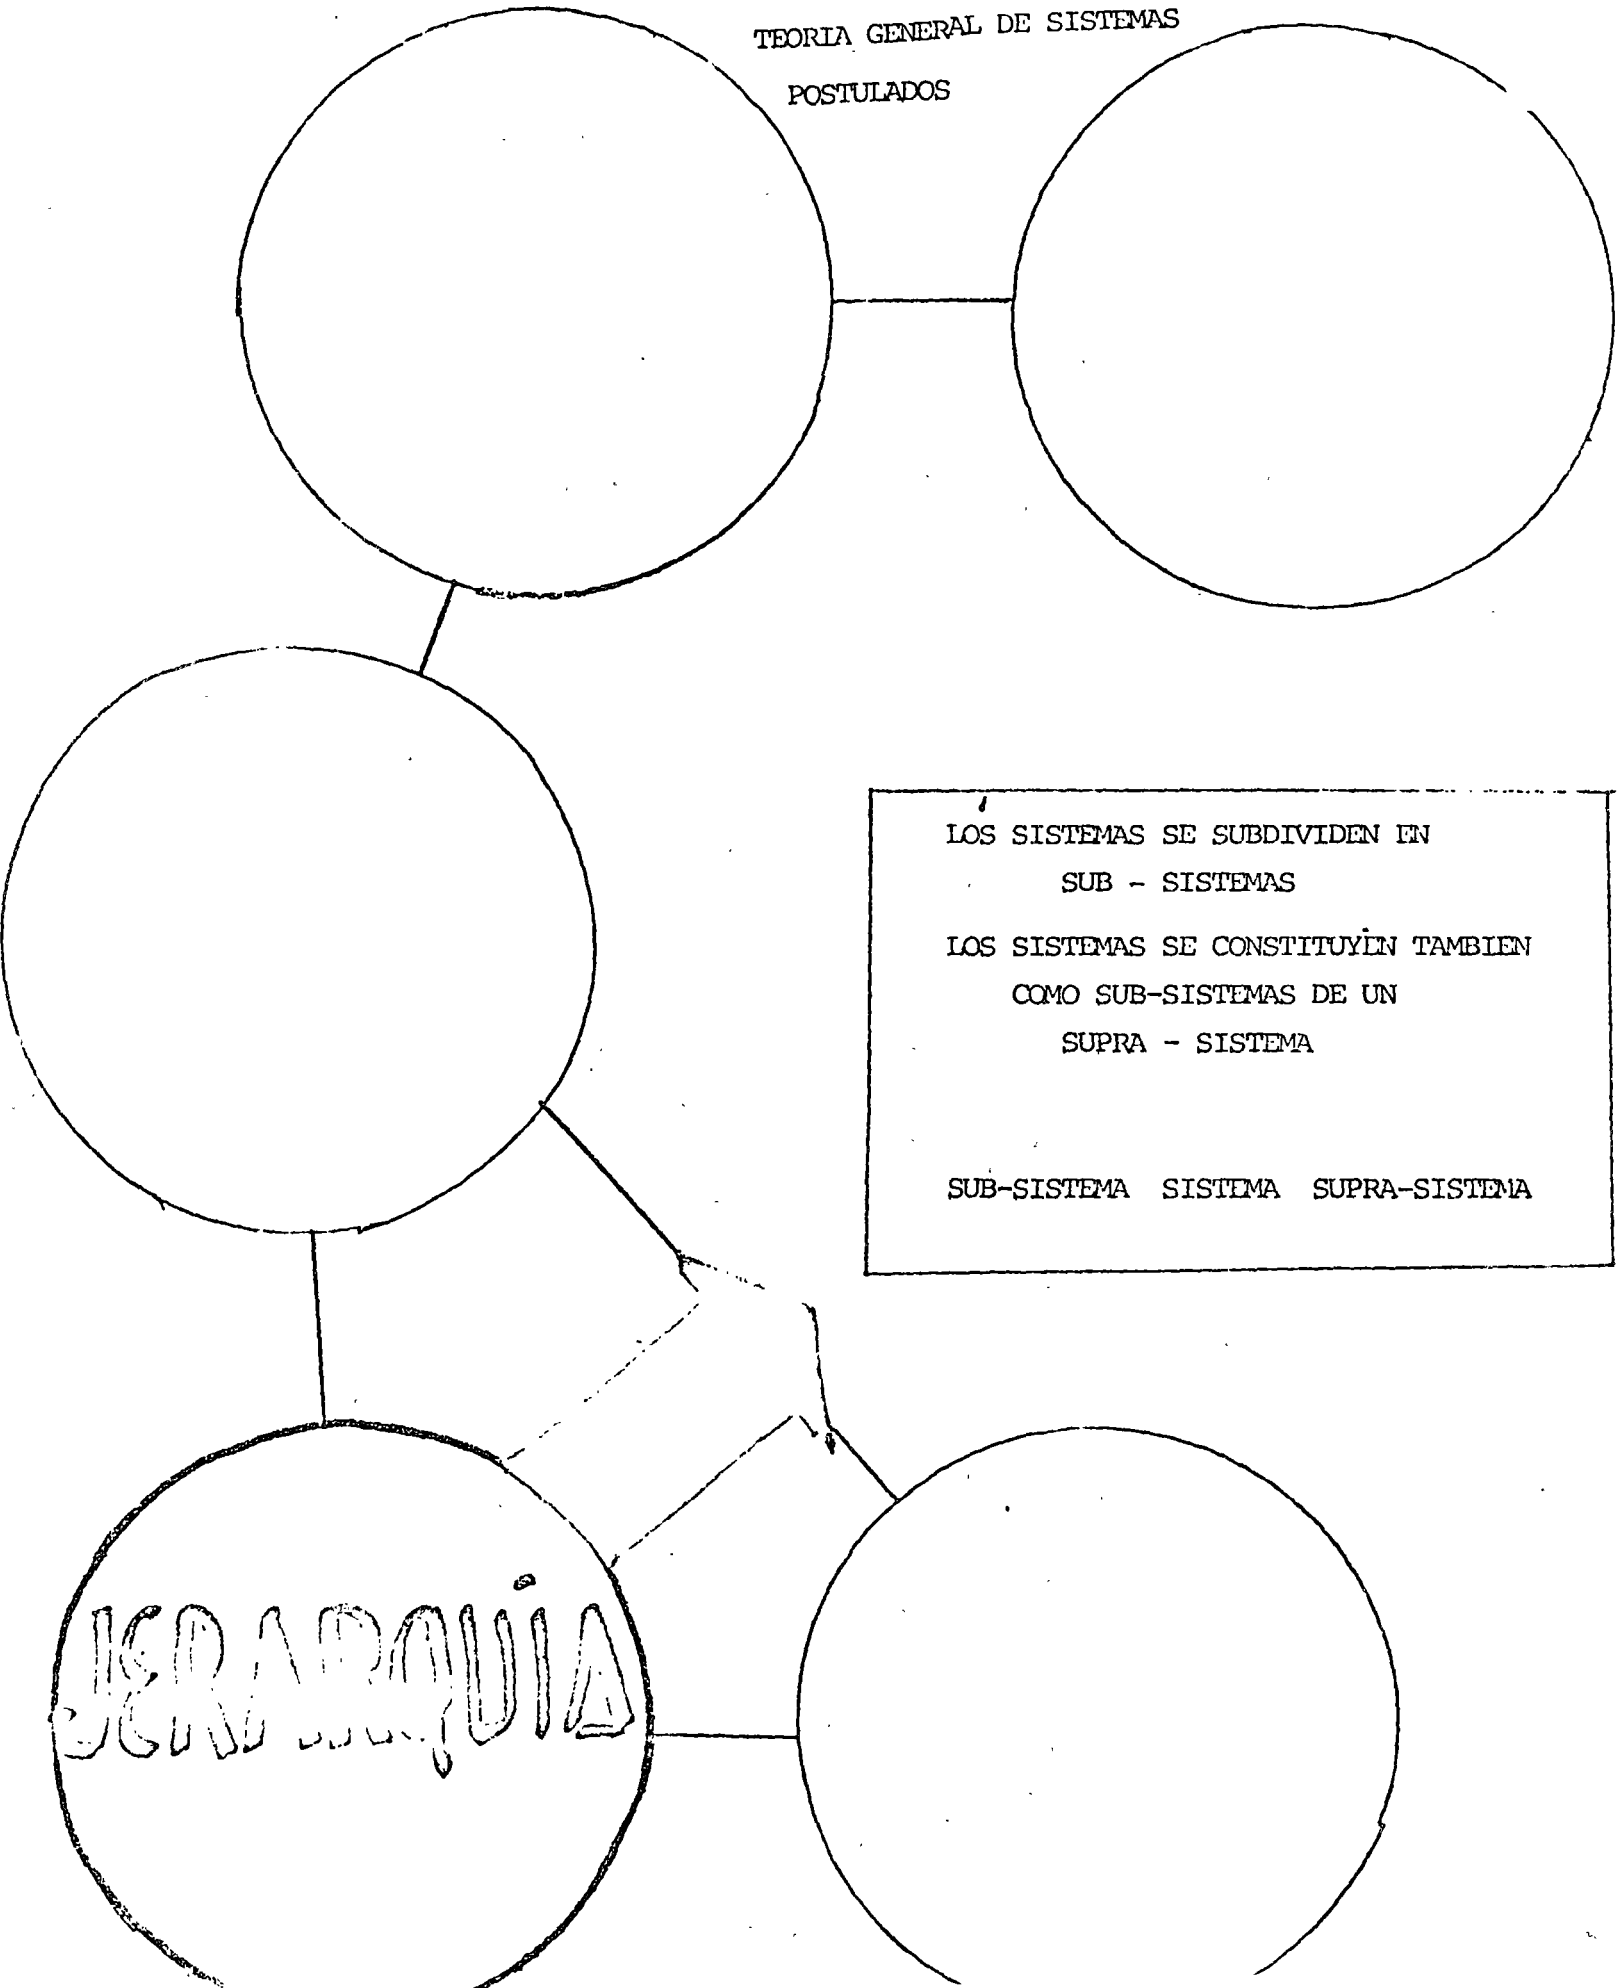 TEORIA GENERAL DE SISTEMAS
POSTULADOS
LOS SISTEMAS SE SUBDIVIDEN EN
SUB - SISTEMAS
LOS SISTEMAS SE CONSTITUYEN TAMBIEN
COMO SUB-SISTEMAS DE UN
SUPRA - SISTEMA
SUB-SISTEMA SISTEMA SUPRA-SISTEMA
JERARQUÍA